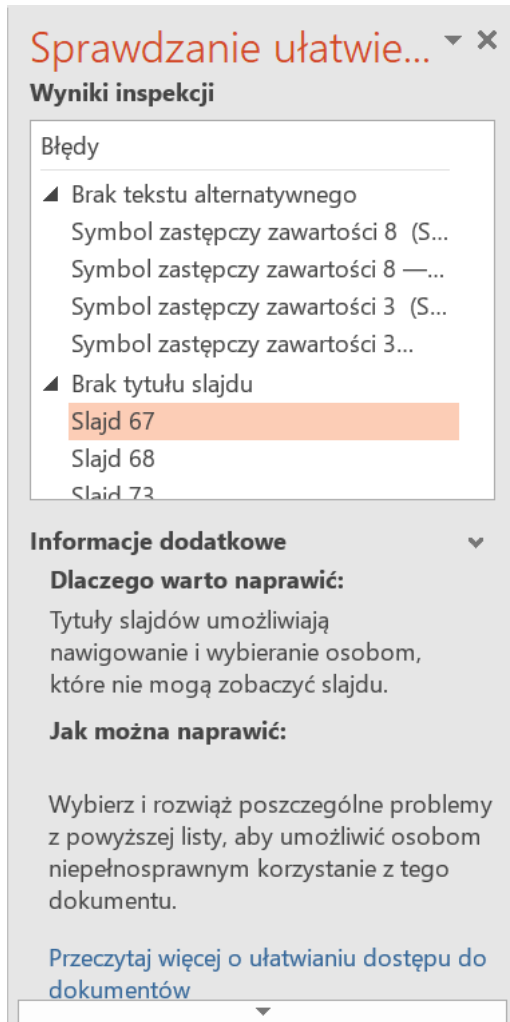 Sprawdzanie ułatwie...
Wyniki inspekcji
Błędy
Brak tekstu alternatywnego
Symbol zastępczy zawartości 8 (S...
Symbol zastępczy zawartości 8 —...
Symbol zastępczy zawartości 3 (S...
Symbol zastępczy zawartości 3...
Brak tytułu slajdu
Slajd 67
Slajd 68
Slajd 73
Informacje dodatkowe
Dlaczego warto naprawić:
Tytuły slajdów umożliwiają
nawigowanie i wybieranie osobom,
które nie mogą zobaczyć slajdu.
Jak można naprawić:
Wybierz i rozwiąż poszczególne problemy
z powyższej listy, aby umożliwić osobom
niepełnosprawnym korzystanie z tego
dokumentu.
Przeczytaj więcej o ułatwianiu dostępu do
dokumentów